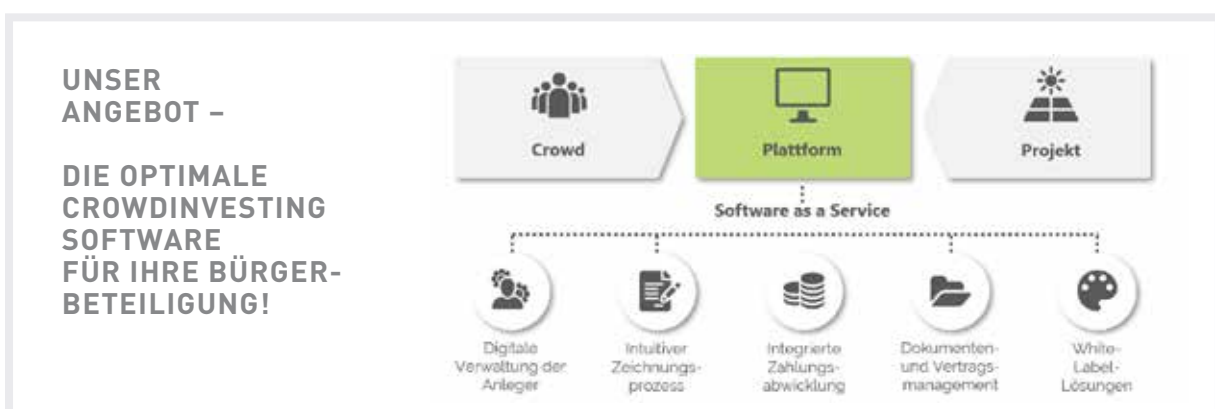 UNSER
ANGEBOT –
DIE OPTIMALE
CROWDINVESTING
SOFTWARE
FÜR IHRE BÜRGER-
BETEILIGUNG!
Crowd
Plattform
Projekt
Software as a Service
Digitale
Verwaltung der
Anleger
Intuitiver
Zeichnungs-
prozess
Integrierte
Zahlungs-
abwicklung
Dokumenten-
und Vertrags-
management
White-
Label-
Lösungen